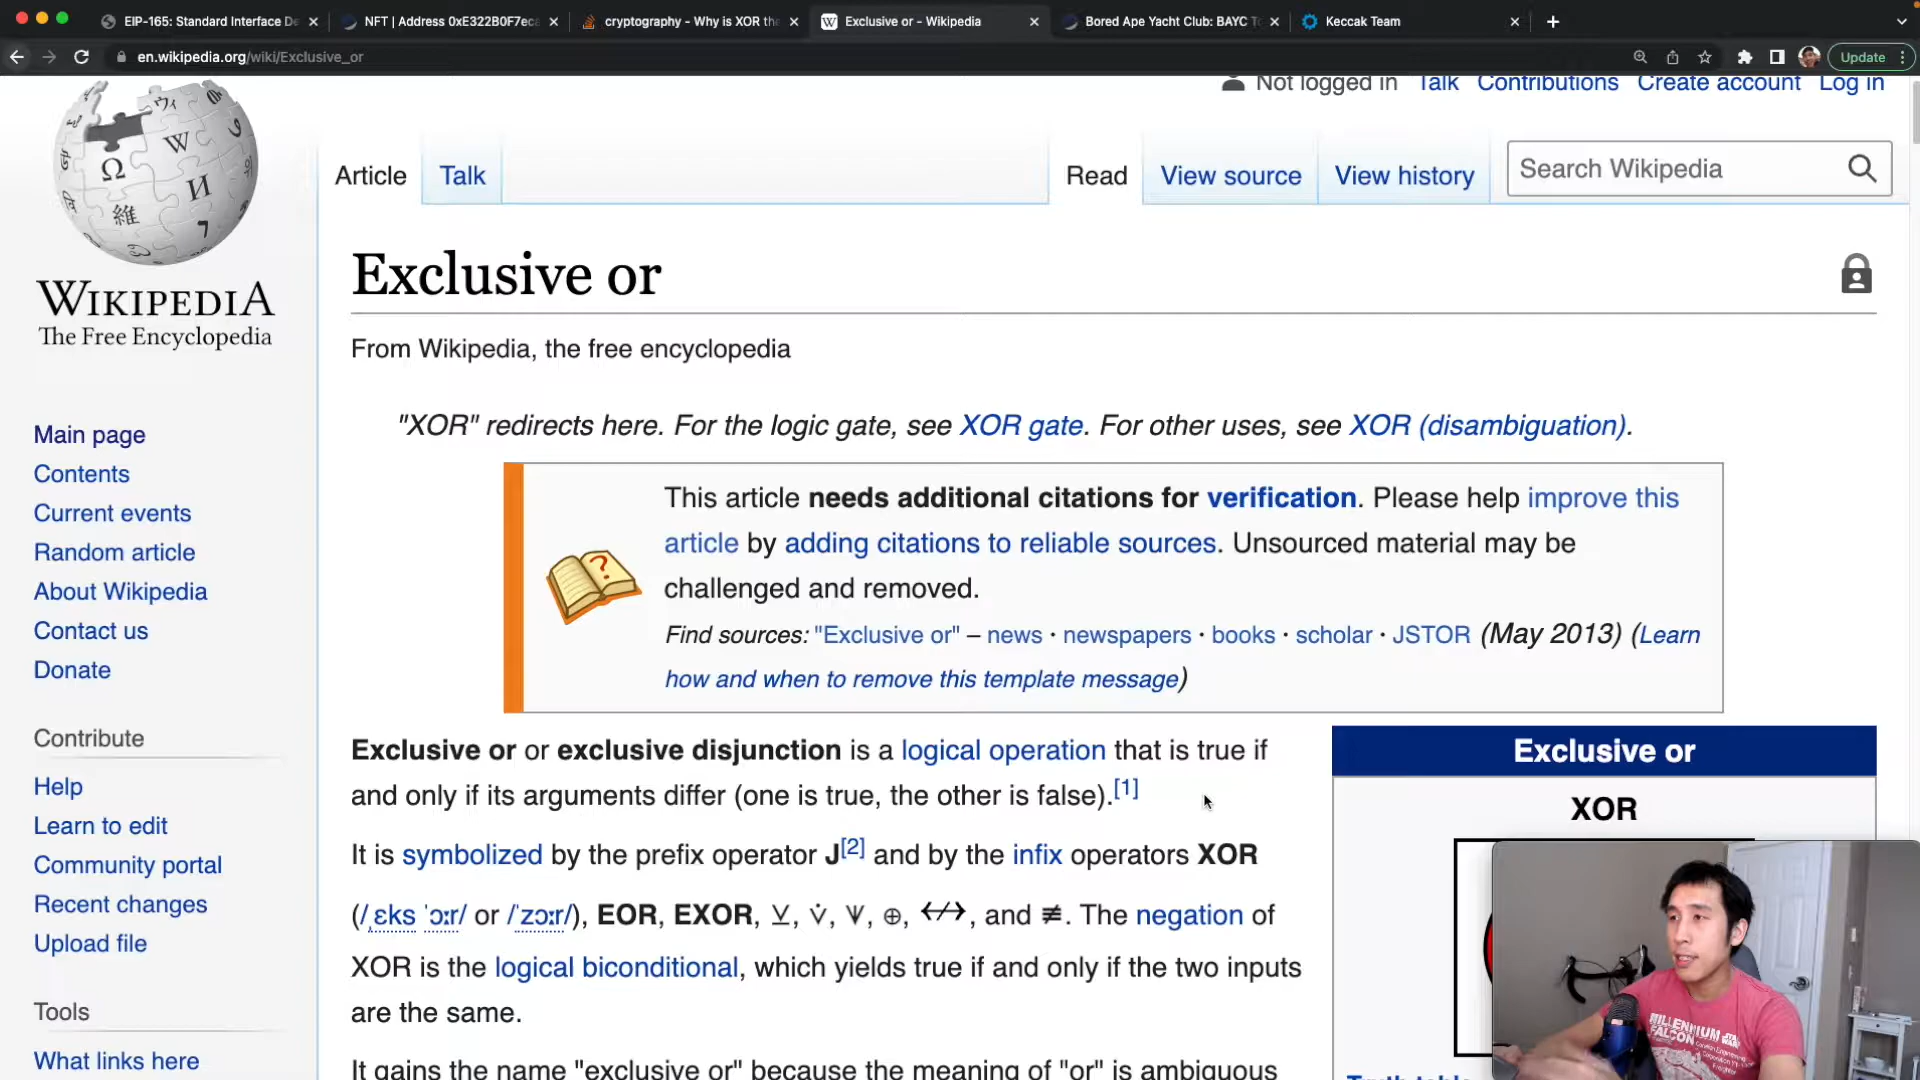 EIP-165: Standard Interface De
NFT | Address 0xE322B0F7eca
cryptography - Why is XOR the
Exclusive or - Wikipedia
Bored Ape Yacht Club: BAYC T
Keccak Team
en.wikipedia.org/wiki/Exclusive_or
Update
Not logged in Talk Contributions Create account Log in
Article Talk Read View source View history Search Wikipedia
WIKIPEDIA
The Free Encyclopedia
Main page
Contents
Current events
Random article
About Wikipedia
Contact us
Donate
Contribute
Help
Learn to edit
Community portal
Recent changes
Upload file
Tools
What links here
Exclusive or
From Wikipedia, the free encyclopedia
"XOR" redirects here. For the logic gate, see XOR gate. For other uses, see XOR (disambiguation).
This article needs additional citations for verification. Please help improve this
article by adding citations to reliable sources. Unsourced material may be
challenged and removed.
Find sources: "Exclusive or" – news · newspapers · books · scholar · JSTOR (May 2013) (Learn
how and when to remove this template message)
Exclusive or or exclusive disjunction is a logical operation that is true if
and only if its arguments differ (one is true, the other is false).[1]
It is symbolized by the prefix operator J[2] and by the infix operators XOR
(/ˌɛks ˈɔːr/ or /ˈzɔːr/), EOR, EXOR, ⊻, ⩒, ⩛, ⊕, ↮, and ≢. The negation of
XOR is the logical biconditional, which yields true if and only if the two inputs
are the same.
It gains the name "exclusive or" because the meaning of "or" is ambiguous
Exclusive or
XOR
Truth table
MILLENNIUM
FALCON